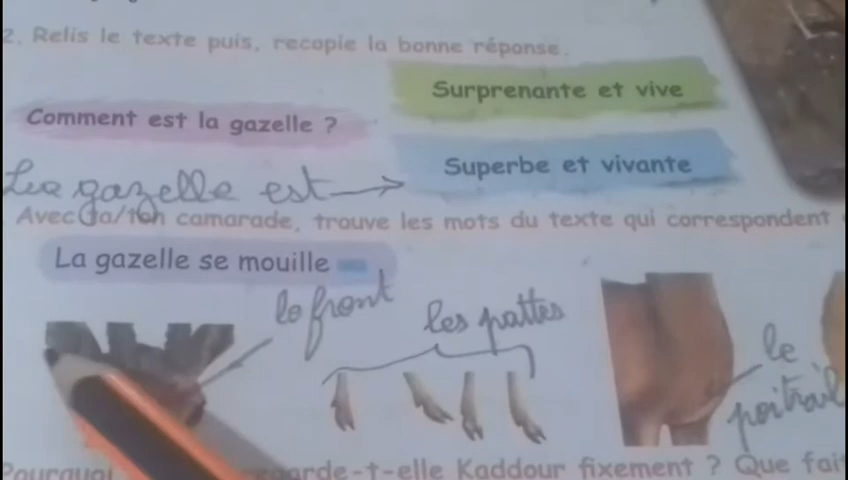 2. Relis le texte puis, recopie la bonne réponse.
Surprenante et vive
Comment est la gazelle ?
Superbe et vivante
La gazelle est →
Avec ta/ton camarade, trouve les mots du texte qui correspondent
La gazelle se mouille
le front
les pattes
le
poitrail
Pourquoi -t-elle Kaddour fixement ? Que fait